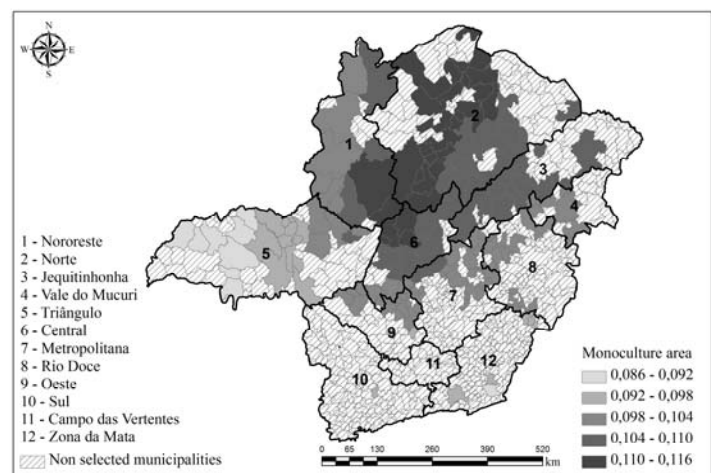 N
W E
S
1
2
3
4
5
6
7
8
9
10
11
12
1 - Nororeste
2 - Norte
3 - Jequitinhonha
4 - Vale do Mucuri
5 - Triângulo
6 - Central
7 - Metropolitana
8 - Rio Doce
9 - Oeste
10 - Sul
11 - Campo das Vertentes
12 - Zona da Mata
Non selected municipalities
Monoculture area
0,086 - 0,092
0,092 - 0,098
0,098 - 0,104
0,104 - 0,110
0,110 - 0,116
0 65 130 260 390 520
km